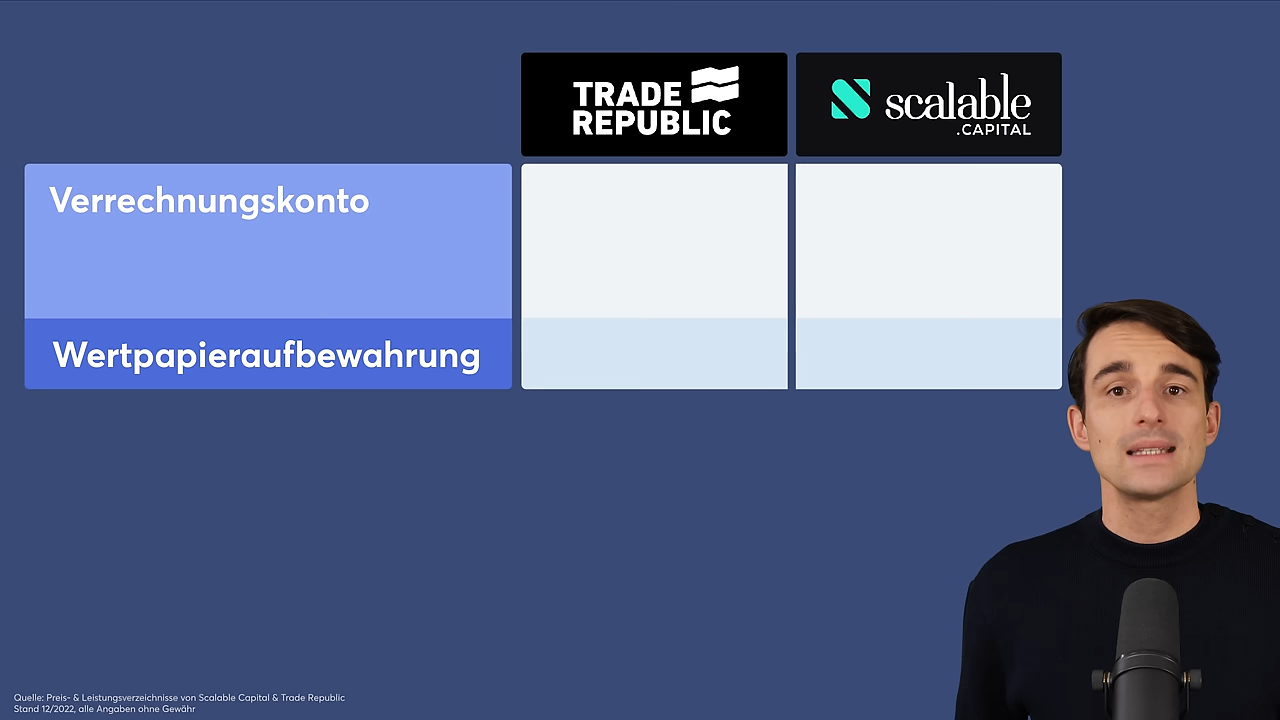 TRADE
REPUBLIC
scalable
.CAPITAL
Verrechnungskonto
Wertpapieraufbewahrung
Quelle: Preis- & Leistungsverzeichnisse von Scalable Capital & Trade Republic
Stand 12/2022, alle Angaben ohne Gewähr